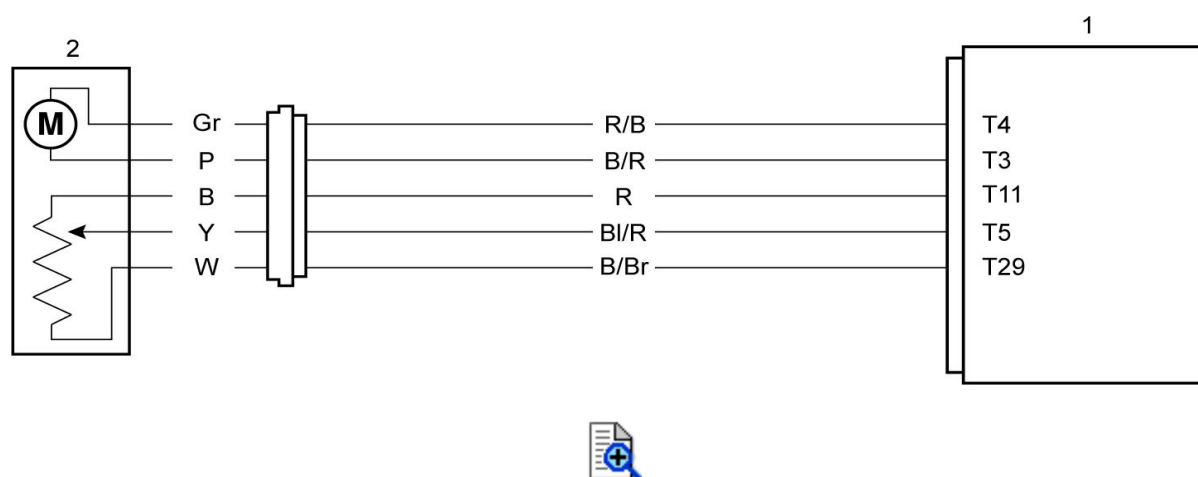 1
2
M
Gr R/B T4
P B/R T3
B R T11
Y Bl/R T5
W B/Br T29